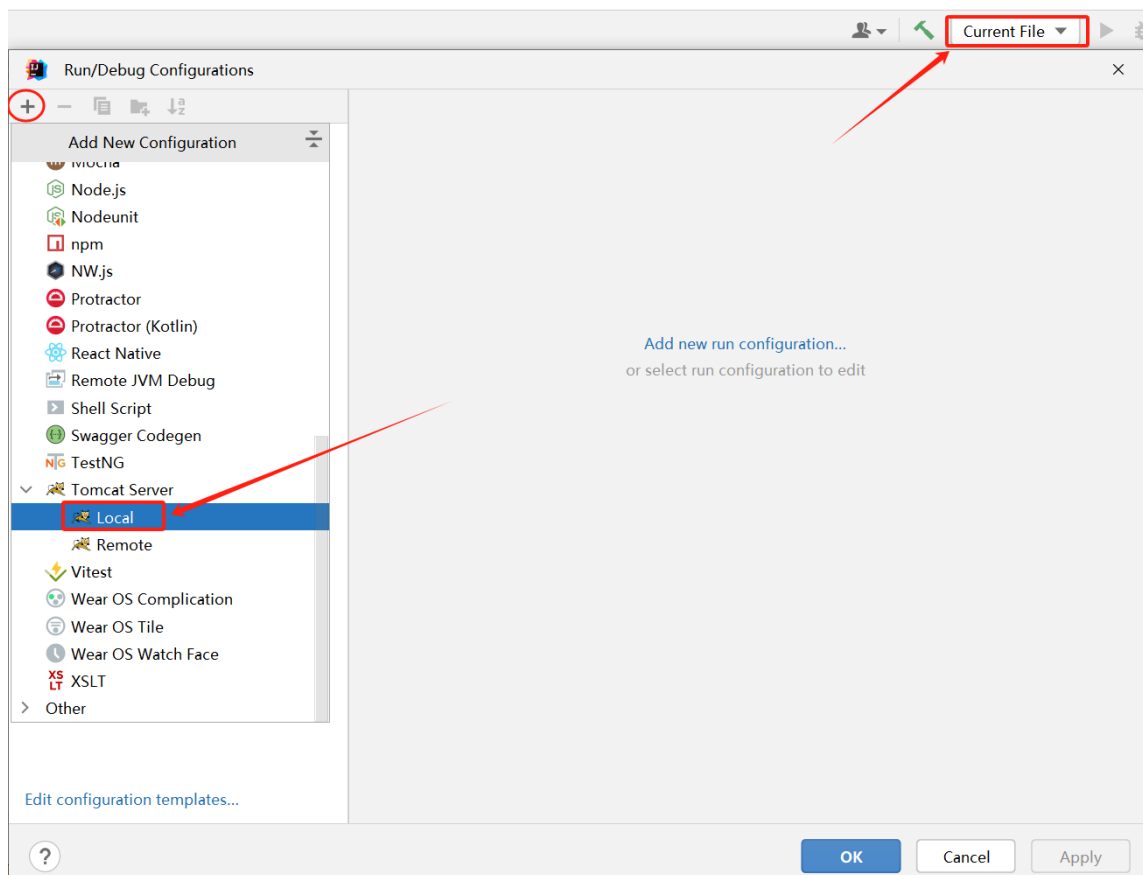 Current File
Run/Debug Configurations
Add New Configuration
Mocha
Node.js
Nodeunit
npm
NW.js
Protractor
Protractor (Kotlin)
React Native
Remote JVM Debug
Shell Script
Swagger Codegen
TestNG
Tomcat Server
Local
Remote
Vitest
Wear OS Complication
Wear OS Tile
Wear OS Watch Face
XSLT
Other
Add new run configuration...
or select run configuration to edit
Edit configuration templates...
?
OK
Cancel
Apply